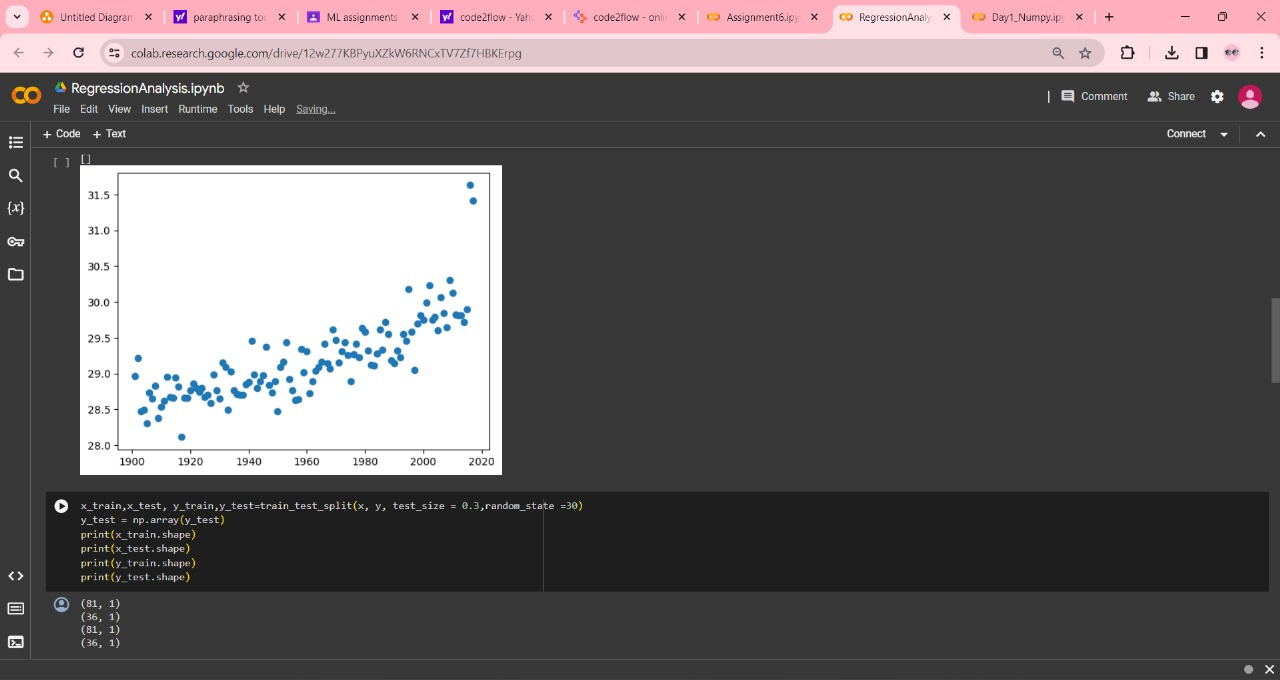 Untitled Diagran
paraphrasing too
ML assignments
code2flow - Yah
code2flow - onli
Assignment6.ipy
RegressionAnaly
Day1_Numpy.ip
colab.research.google.com/drive/12w277KBPyuXZkW6RNCxTV7Zf7HBKErpg
RegressionAnalysis.ipynb
Comment
Share
File Edit View Insert Runtime Tools Help Saving...
+ Code + Text
Connect
[ ] []
31.5
31.0
30.5
30.0
29.5
29.0
28.5
28.0
1900 1920 1940 1960 1980 2000 2020
x_train,x_test, y_train,y_test=train_test_split(x, y, test_size = 0.3,random_state =30)
y_test = np.array(y_test)
print(x_train.shape)
print(x_test.shape)
print(y_train.shape)
print(y_test.shape)
(81, 1)
(36, 1)
(81, 1)
(36, 1)